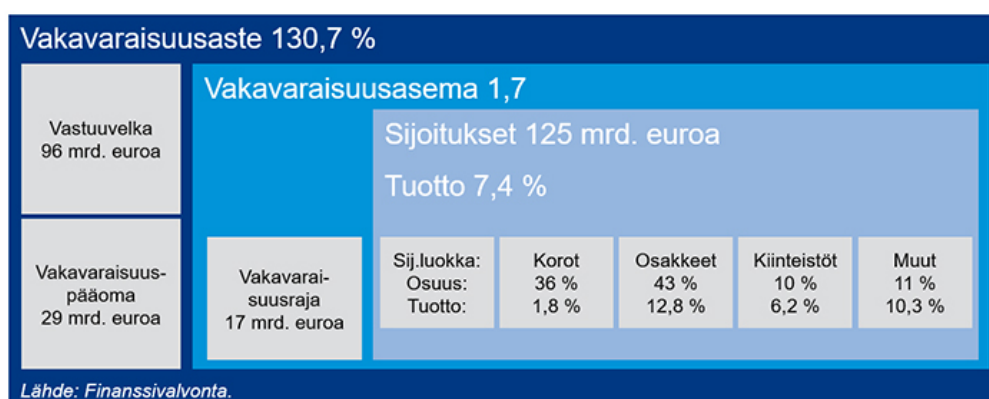 Vakavaraisuusaste 130,7 %
Vastuuvelka
96 mrd. euroa
Vakavaraisuus-
pääoma
29 mrd. euroa
Vakavaraisuusasema 1,7
Vakavarai-
suusraja
17 mrd. euroa
Sijoitukset 125 mrd. euroa
Tuotto 7,4 %
Sij.luokka: Korot Osakkeet Kiinteistöt Muut
Osuus: 36 % 43 % 10 % 11 %
Tuotto: 1,8 % 12,8 % 6,2 % 10,3 %
Lähde: Finanssivalvonta.